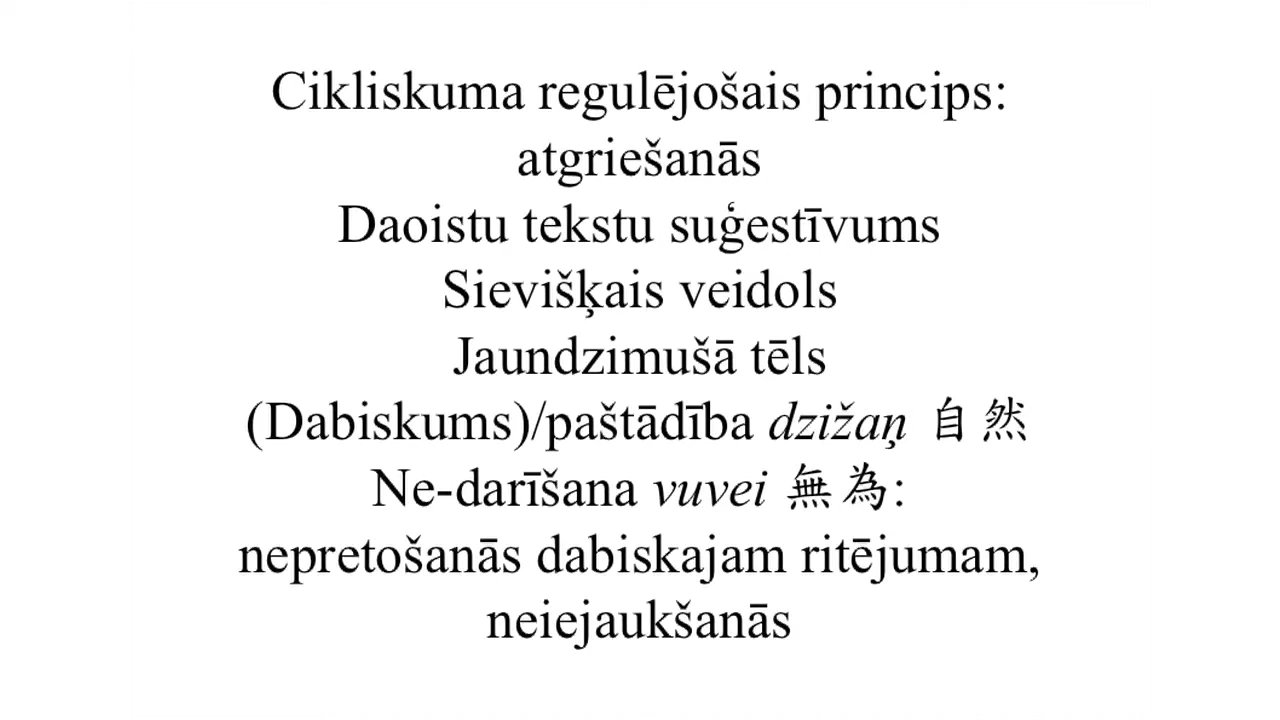 Cikliskuma regulējošais princips:
atgriešanās
Daoistu tekstu suģestīvums
Sievišķais veidols
Jaundzimušā tēls
(Dabiskums)/paštādība dzižaņ 自然
Ne-darīšana vuvei 無為:
nepretošanās dabiskajam ritējumam,
neiejaukšanās